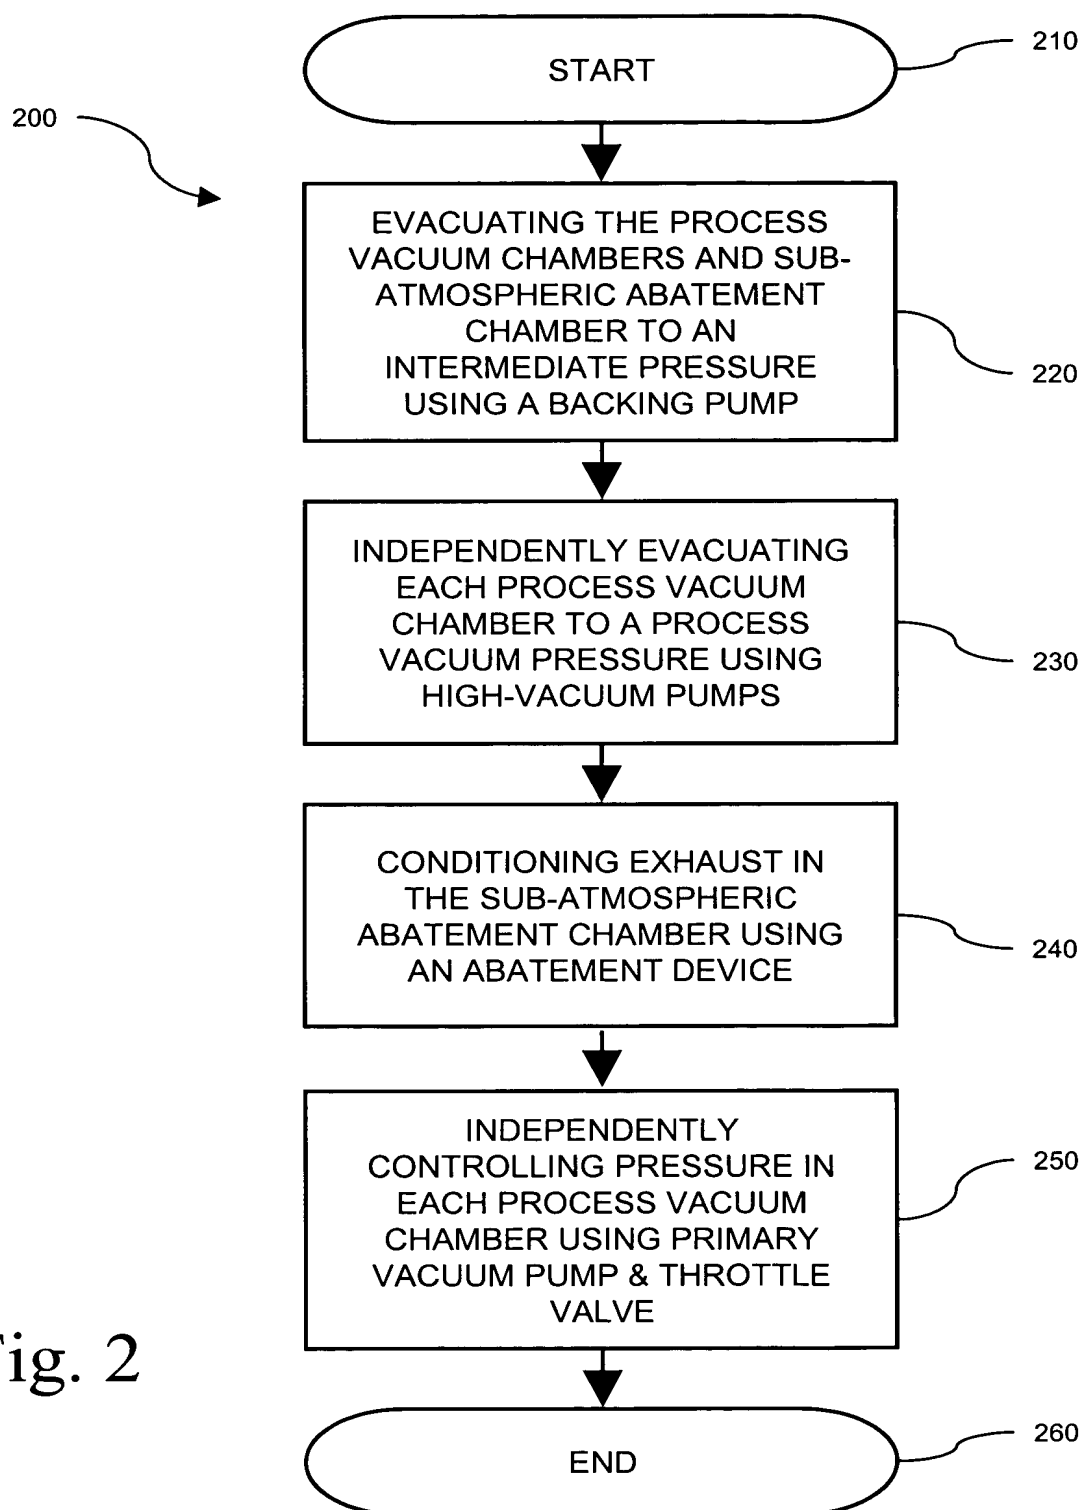 START
210
200
EVACUATING THE PROCESS
VACUUM CHAMBERS AND SUB-
ATMOSPHERIC ABATEMENT
CHAMBER TO AN
INTERMEDIATE PRESSURE
USING A BACKING PUMP
220
INDEPENDENTLY EVACUATING
EACH PROCESS VACUUM
CHAMBER TO A PROCESS
VACUUM PRESSURE USING
HIGH-VACUUM PUMPS
230
CONDITIONING EXHAUST IN
THE SUB-ATMOSPHERIC
ABATEMENT CHAMBER USING
AN ABATEMENT DEVICE
240
INDEPENDENTLY
CONTROLLING PRESSURE IN
EACH PROCESS VACUUM
CHAMBER USING PRIMARY
VACUUM PUMP & THROTTLE
VALVE
250
Fig. 2
END
260